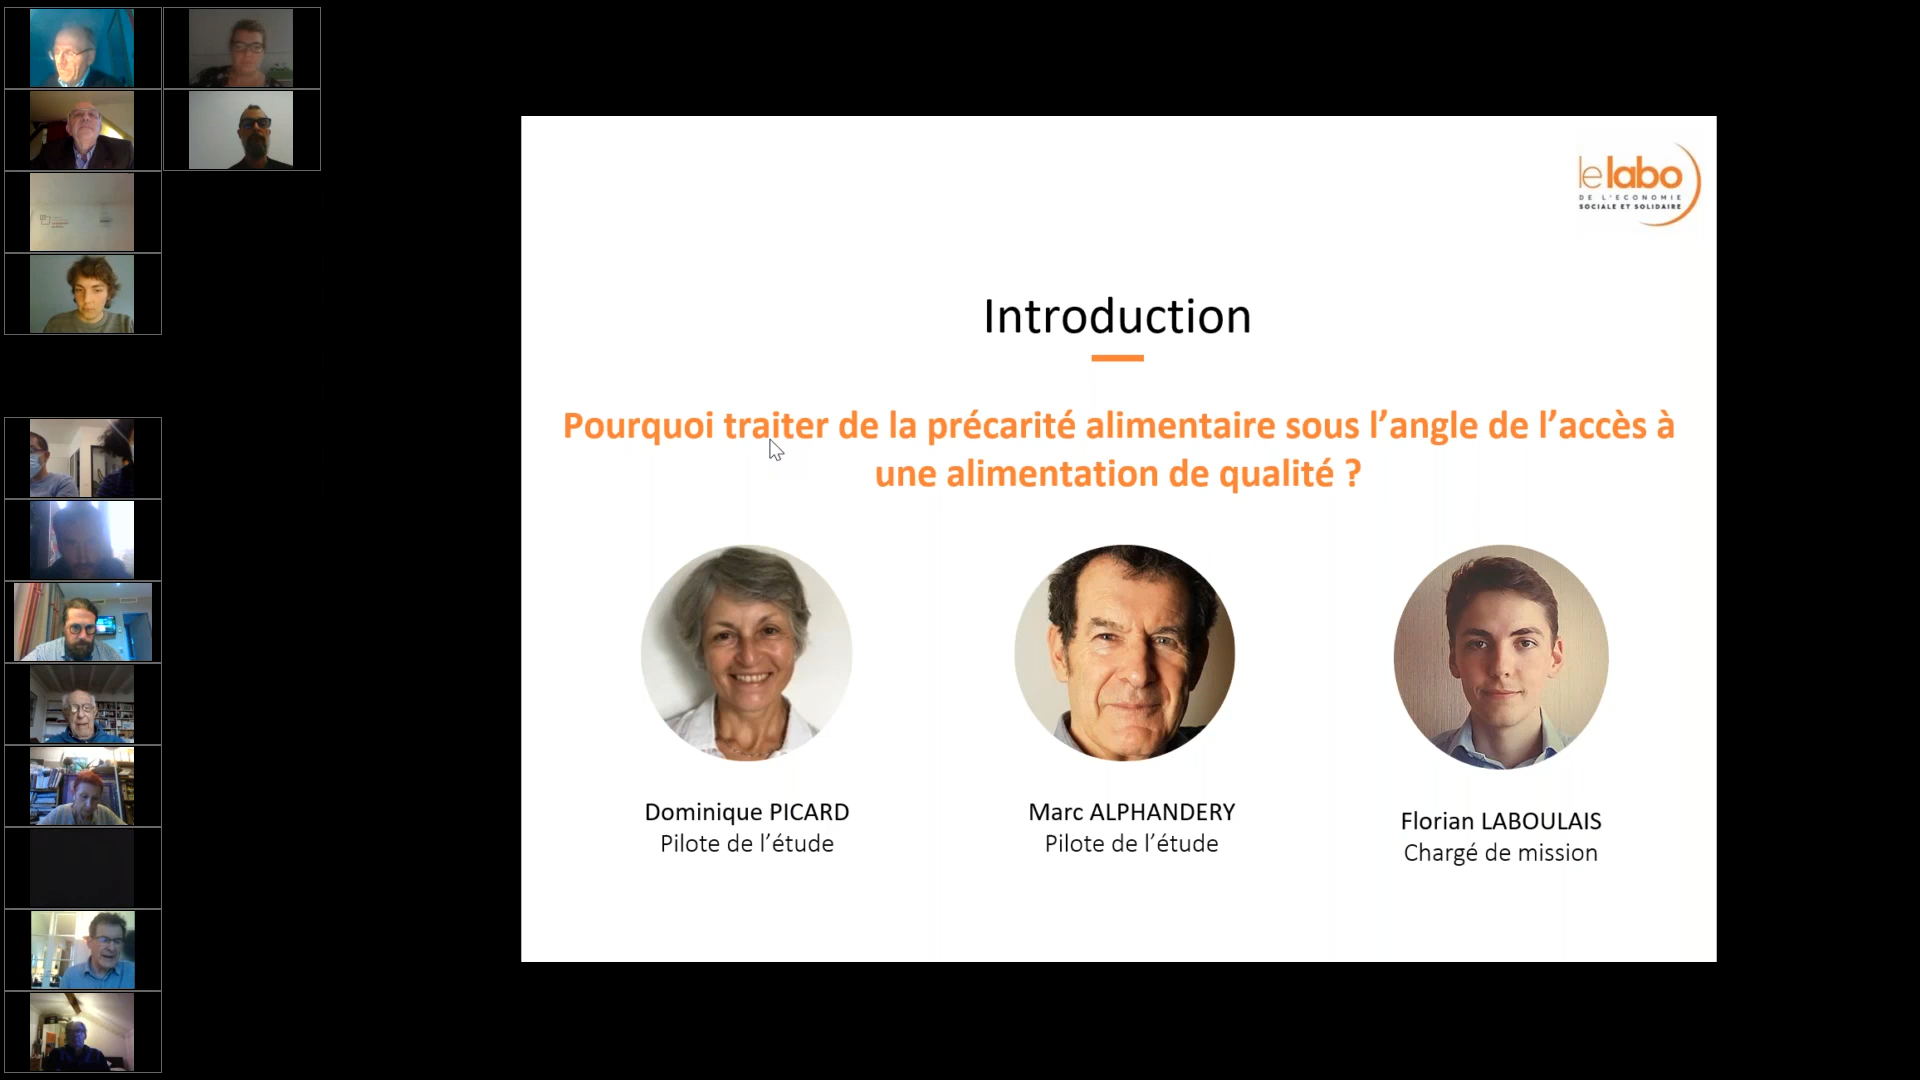 le labo
DE L'ECONOMIE
SOCIALE ET SOLIDAIRE
Introduction
Pourquoi traiter de la précarité alimentaire sous l’angle de l’accès à
une alimentation de qualité ?
Dominique PICARD
Pilote de l’étude
Marc ALPHANDERY
Pilote de l’étude
Florian LABOULAIS
Chargé de mission